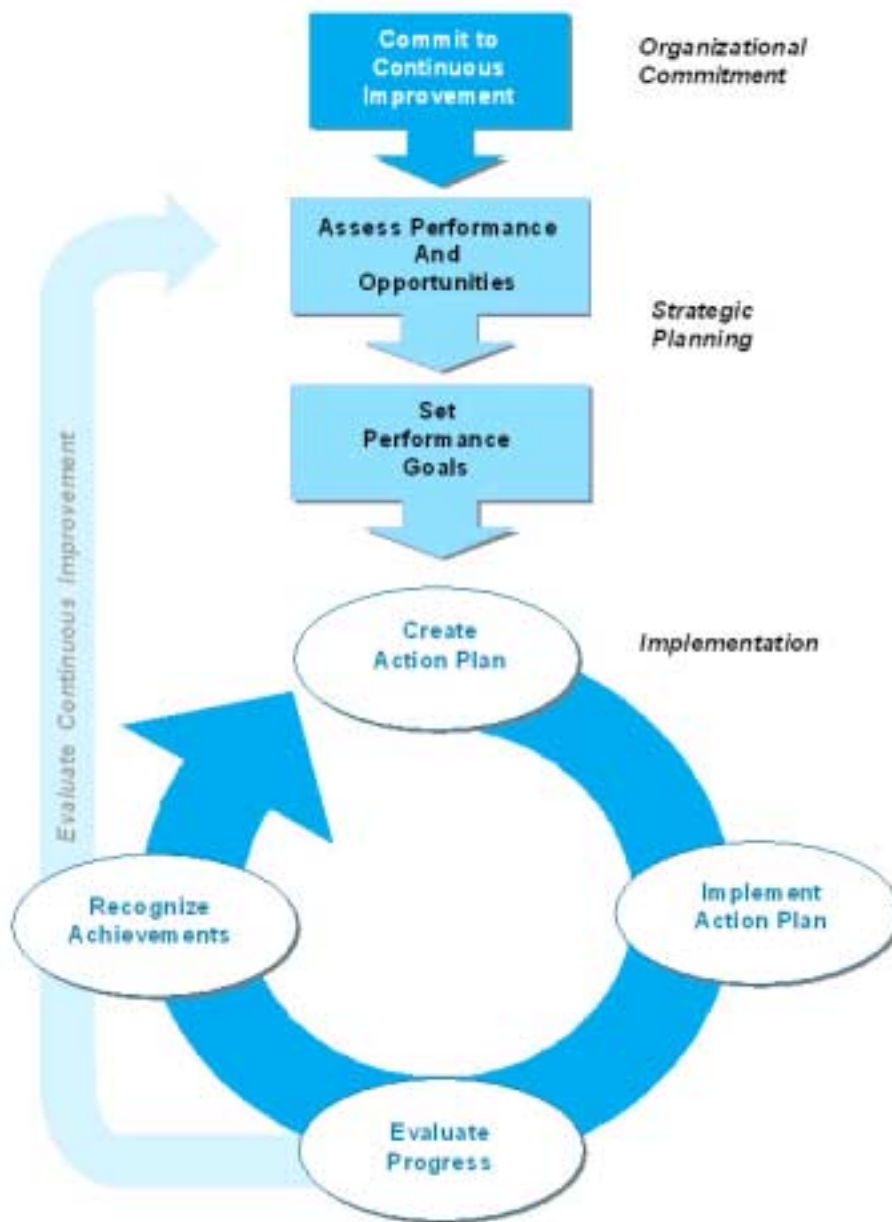 Commit to
Continuous
Improvement
Organizational
Commitment
Assess Performance
And
Opportunities
Strategic
Planning
Set
Performance
Goals
Evaluate Continuous Improvement
Create
Action Plan
Implementation
Implement
Action Plan
Recognize
Achievements
Evaluate
Progress